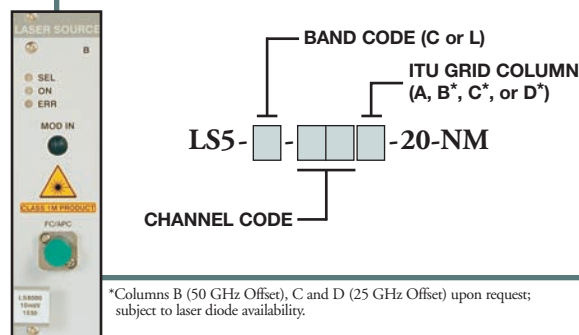 LASER SOURCE
B
SEL
ON
ERR
MOD IN
CLASS 1M PRODUCT
FC/APC
10mW
1550
BAND CODE (C or L)
ITU GRID COLUMN
(A, B*, C*, or D*)
LS5- - -20-NM
CHANNEL CODE
*Columns B (50 GHz Offset), C and D (25 GHz Offset) upon request;
subject to laser diode availability.